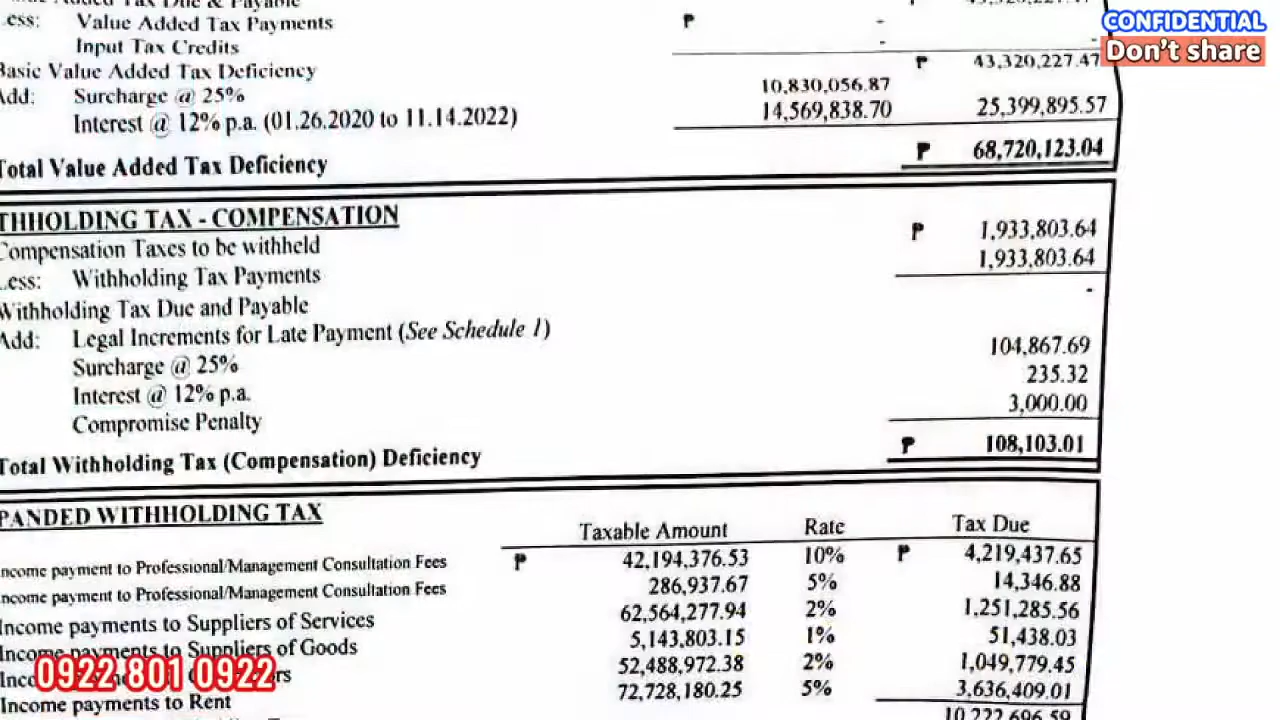 Added Tax Due & Payable
Less: Value Added Tax Payments ₱ -
Input Tax Credits - -
Basic Value Added Tax Deficiency ₱ 43,320,227.47
Add: Surcharge @ 25% 10,830,056.87
Interest @ 12% p.a. (01.26.2020 to 11.14.2022) 14,569,838.70 25,399,895.57
Total Value Added Tax Deficiency ₱ 68,720,123.04
CONFIDENTIAL
Don't share
THHOLDING TAX - COMPENSATION
Compensation Taxes to be withheld ₱ 1,933,803.64
Less: Withholding Tax Payments 1,933,803.64
Withholding Tax Due and Payable -
Add: Legal Increments for Late Payment (See Schedule 1)
Surcharge @ 25% 104,867.69
Interest @ 12% p.a. 235.32
Compromise Penalty 3,000.00
Total Withholding Tax (Compensation) Deficiency ₱ 108,103.01
PANDED WITHHOLDING TAX
Taxable Amount Rate Tax Due
ncome payment to Professional/Management Consultation Fees ₱ 42,194,376.53 10% ₱ 4,219,437.65
ncome payment to Professional/Management Consultation Fees 286,937.67 5% 14,346.88
Income payments to Suppliers of Services 62,564,277.94 2% 1,251,285.56
Income payments to Suppliers of Goods 5,143,803.15 1% 51,438.03
52,488,972.38 2% 1,049,779.45
Income payments to Rent 72,728,180.25 5% 3,636,409.01
10,222,696.59
0922 801 0922